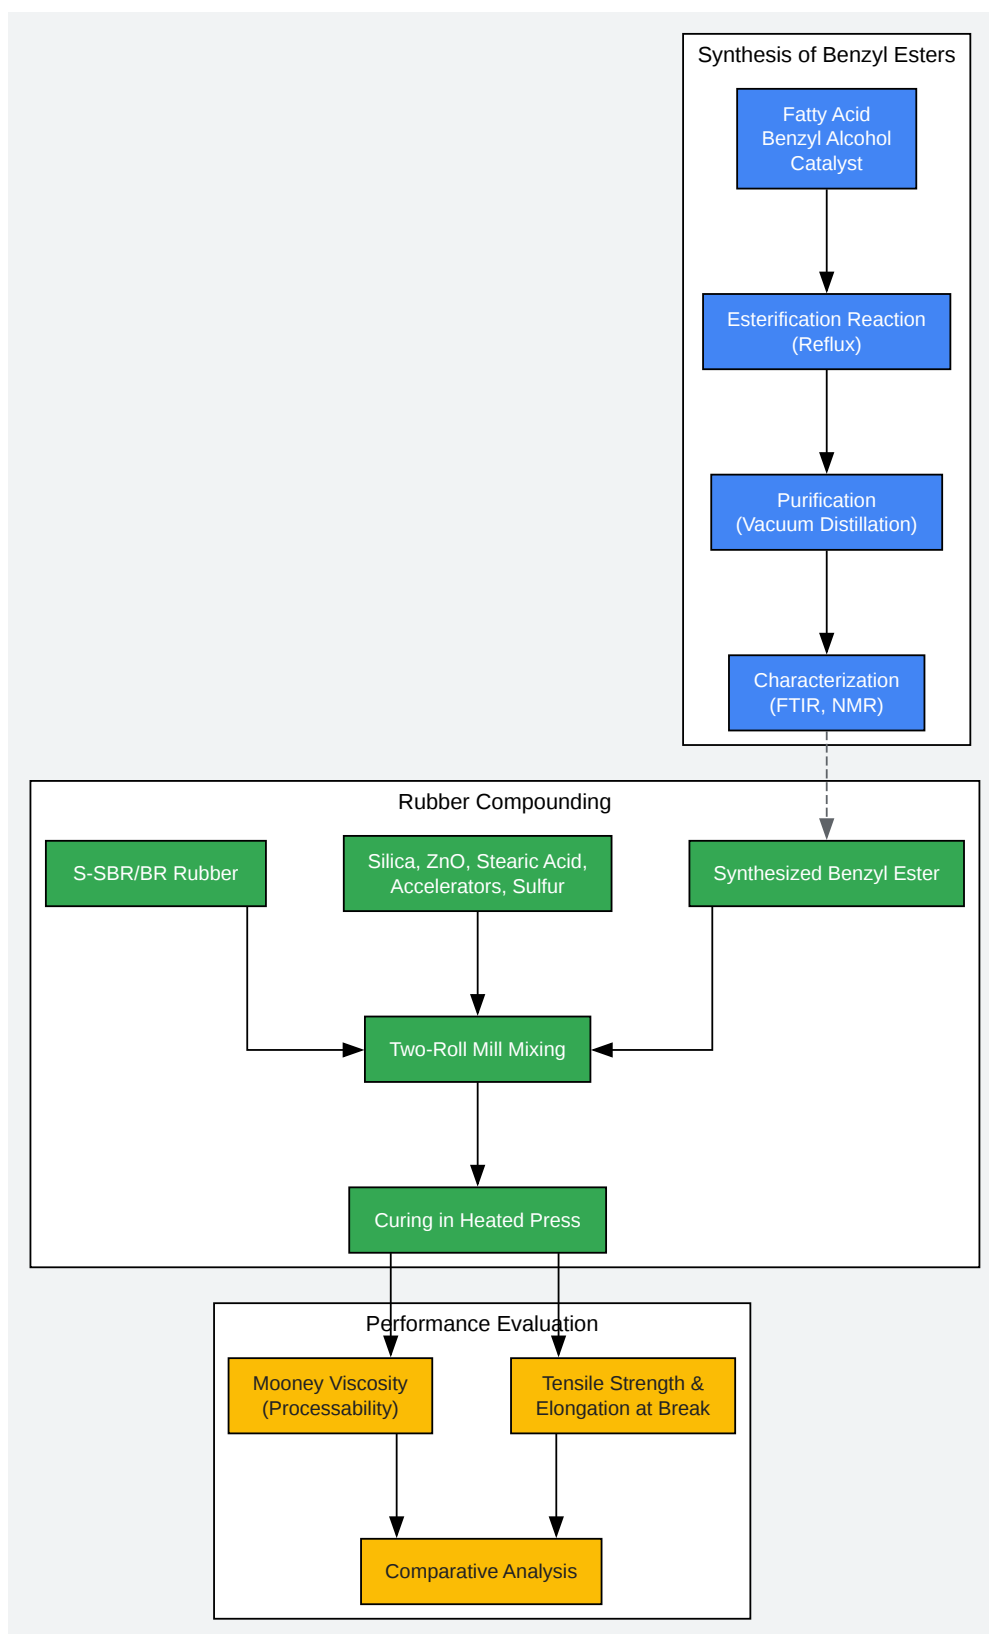 Synthesis of Benzyl Esters
Fatty Acid
Benzyl Alcohol
Catalyst
Esterification Reaction
(Reflux)
Purification
(Vacuum Distillation)
Characterization
(FTIR, NMR)
Rubber Compounding
S-SBR/BR Rubber
Silica, ZnO, Stearic Acid,
Accelerators, Sulfur
Synthesized Benzyl Ester
Two-Roll Mill Mixing
Curing in Heated Press
Performance Evaluation
Mooney Viscosity
(Processability)
Tensile Strength &
Elongation at Break
Comparative Analysis